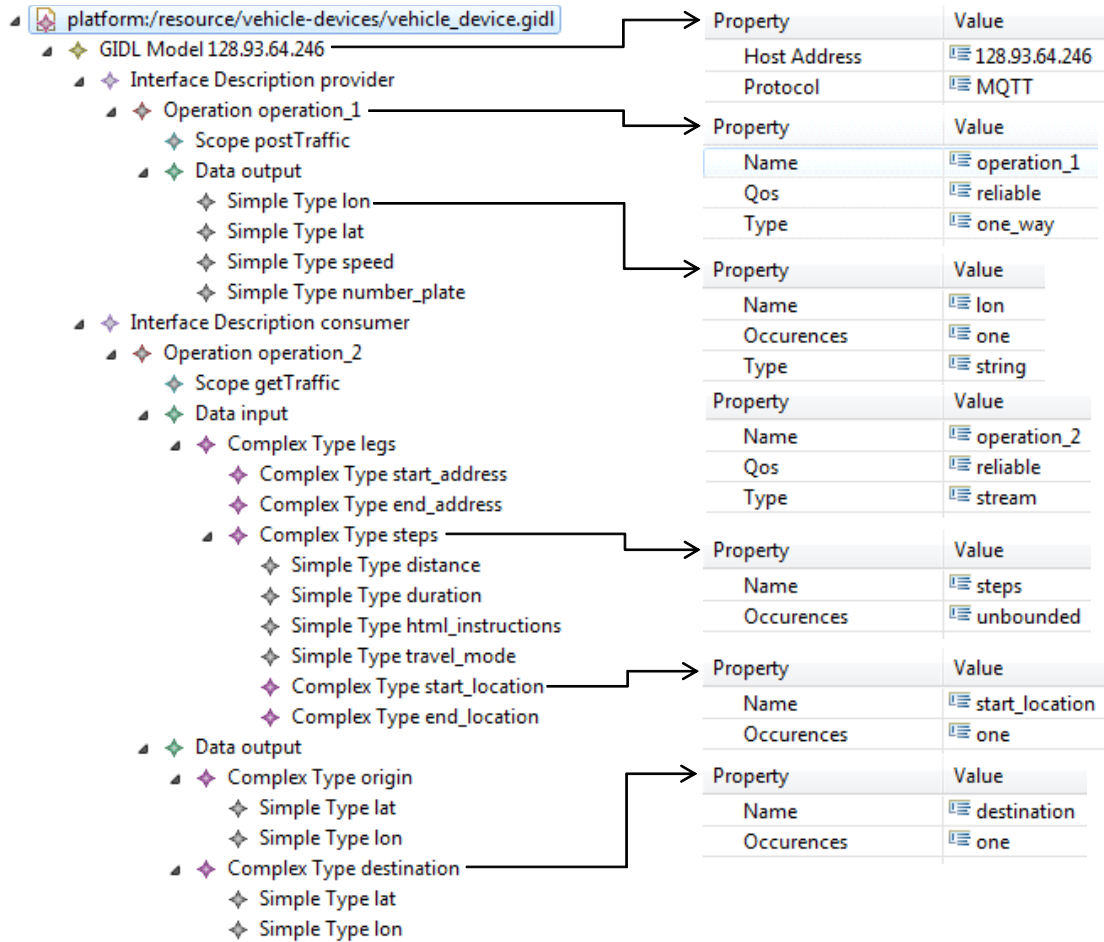 platform:/resource/vehicle-devices/vehicle_device.gidl
GIDL Model 128.93.64.246
Interface Description provider
Operation operation_1
Scope postTraffic
Data output
Simple Type lon
Simple Type lat
Simple Type speed
Simple Type number_plate
Interface Description consumer
Operation operation_2
Scope getTraffic
Data input
Complex Type legs
Complex Type start_address
Complex Type end_address
Complex Type steps
Simple Type distance
Simple Type duration
Simple Type html_instructions
Simple Type travel_mode
Complex Type start_location
Complex Type end_location
Data output
Complex Type origin
Simple Type lat
Simple Type lon
Complex Type destination
Simple Type lat
Simple Type lon
Property Value
Host Address 128.93.64.246
Protocol MQTT
Property Value
Name operation_1
Qos reliable
Type one_way
Property Value
Name lon
Occurences one
Type string
Property Value
Name operation_2
Qos reliable
Type stream
Property Value
Name steps
Occurences unbounded
Property Value
Name start_location
Occurences one
Property Value
Name destination
Occurences one